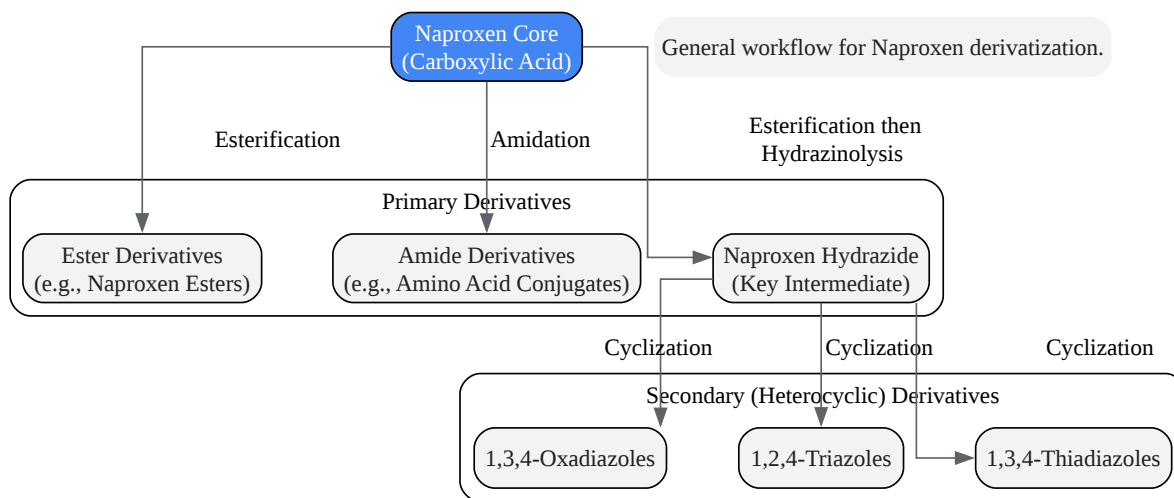 Naproxen Core
(Carboxylic Acid)
General workflow for Naproxen derivatization.
Esterification
Amidation
Esterification then
Hydrazinolysis
Primary Derivatives
Ester Derivatives
(e.g., Naproxen Esters)
Amide Derivatives
(e.g., Amino Acid Conjugates)
Naproxen Hydrazide
(Key Intermediate)
Cyclization
Cyclization
Cyclization
Secondary (Heterocyclic) Derivatives
1,3,4-Oxadiazoles
1,2,4-Triazoles
1,3,4-Thiadiazoles